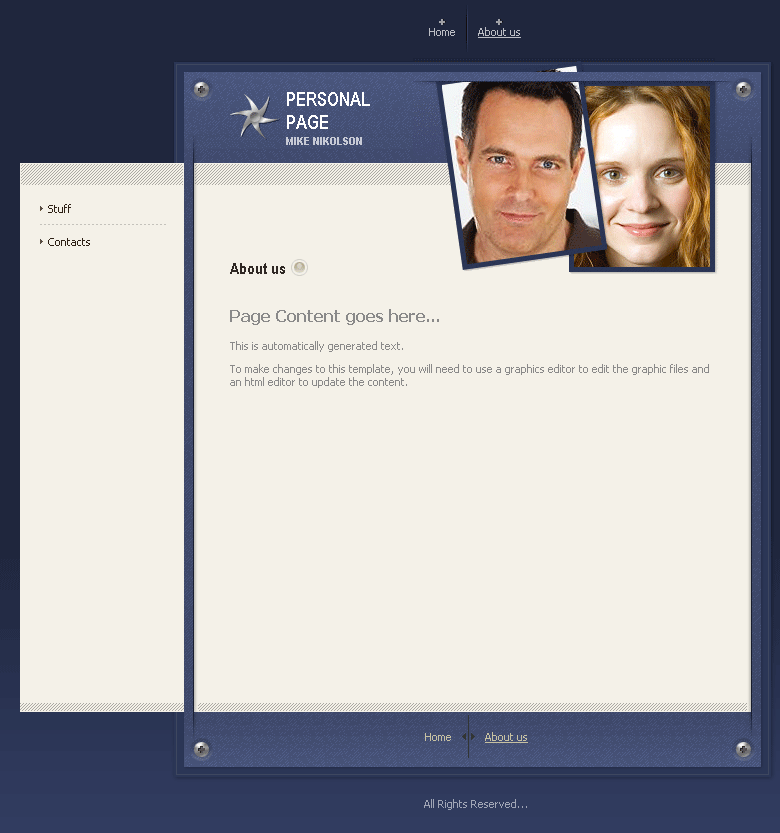 Home
About us
PERSONAL
PAGE
MIKE NIKOLSON
Stuff
Contacts
About us
Page Content goes here...
This is automatically generated text.
To make changes to this template, you will need to use a graphics editor to edit the graphic files and
an html editor to update the content.
Home
About us
All Rights Reserved...